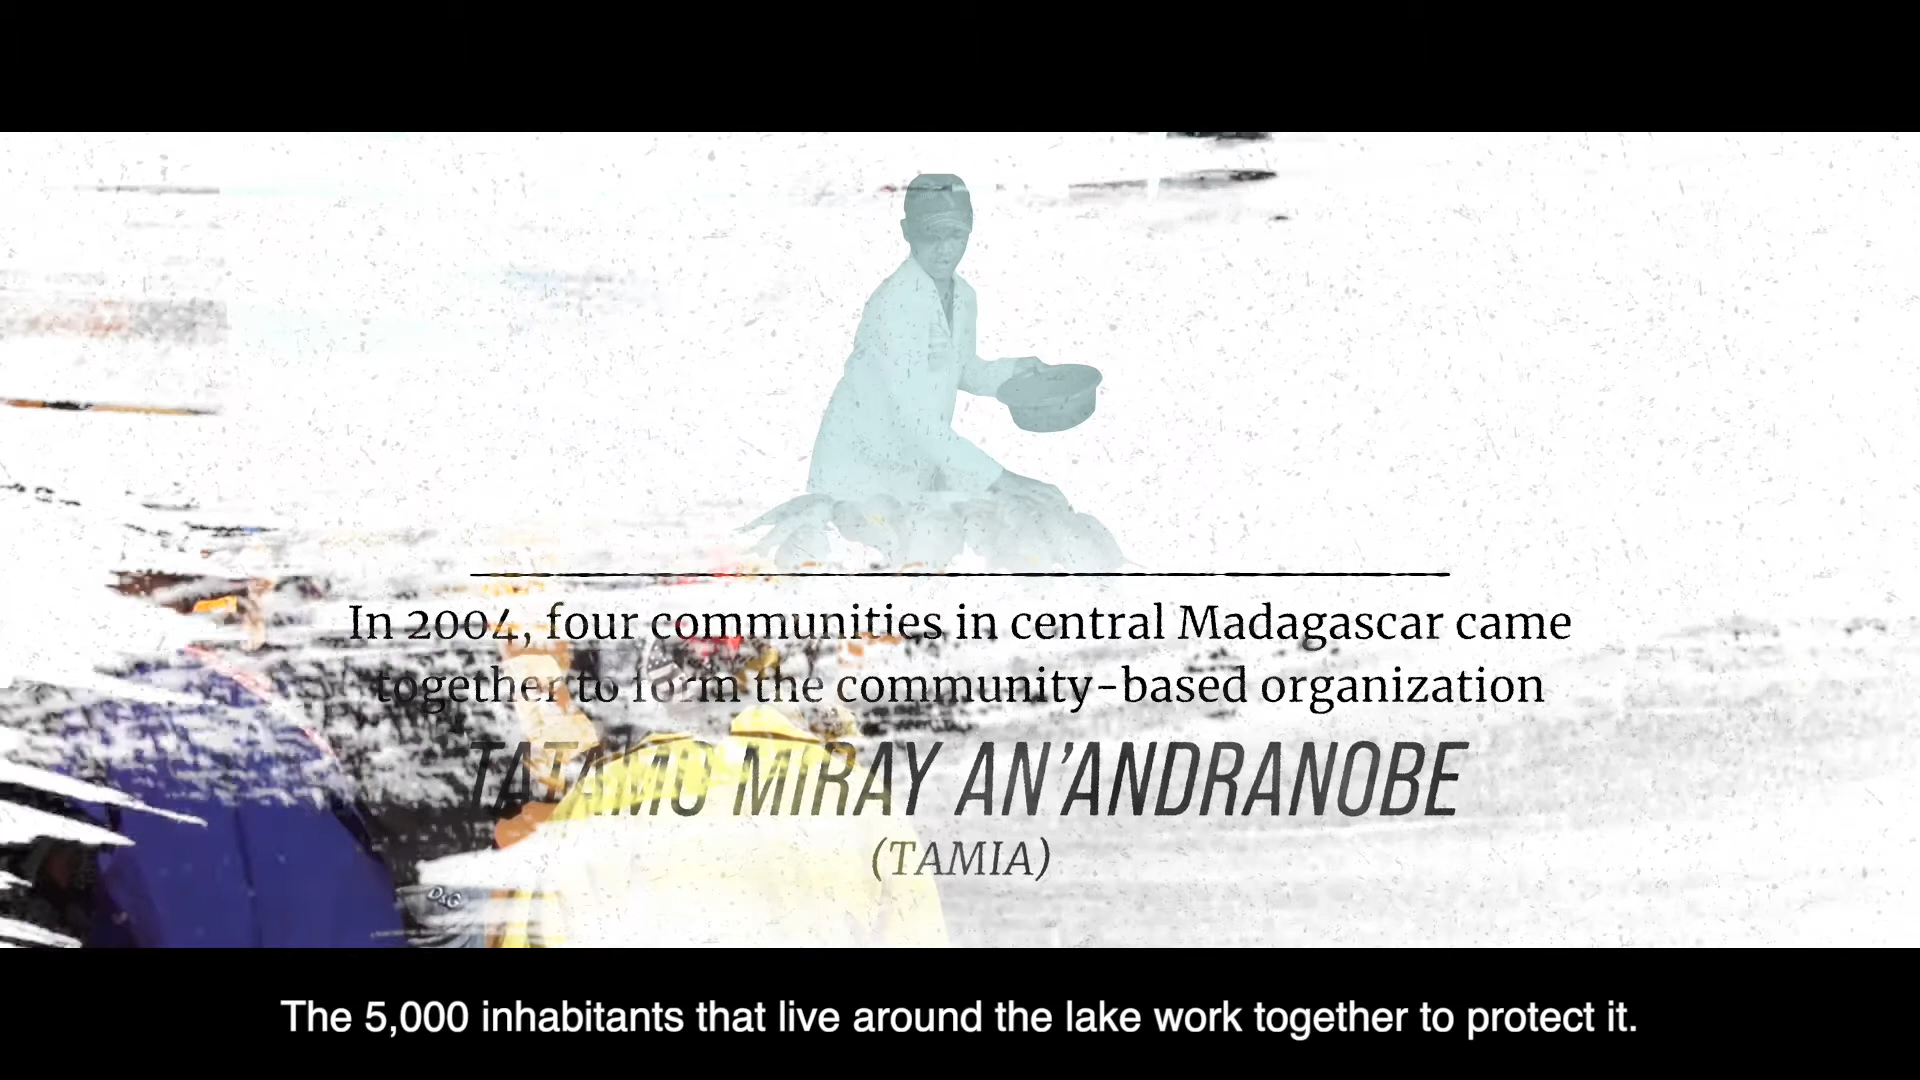 In 2004, four communities in central Madagascar came
together to form the community-based organization
TATAMO MIRAY AN'ANDRANOBE
(TAMIA)
D&G
The 5,000 inhabitants that live around the lake work together to protect it.